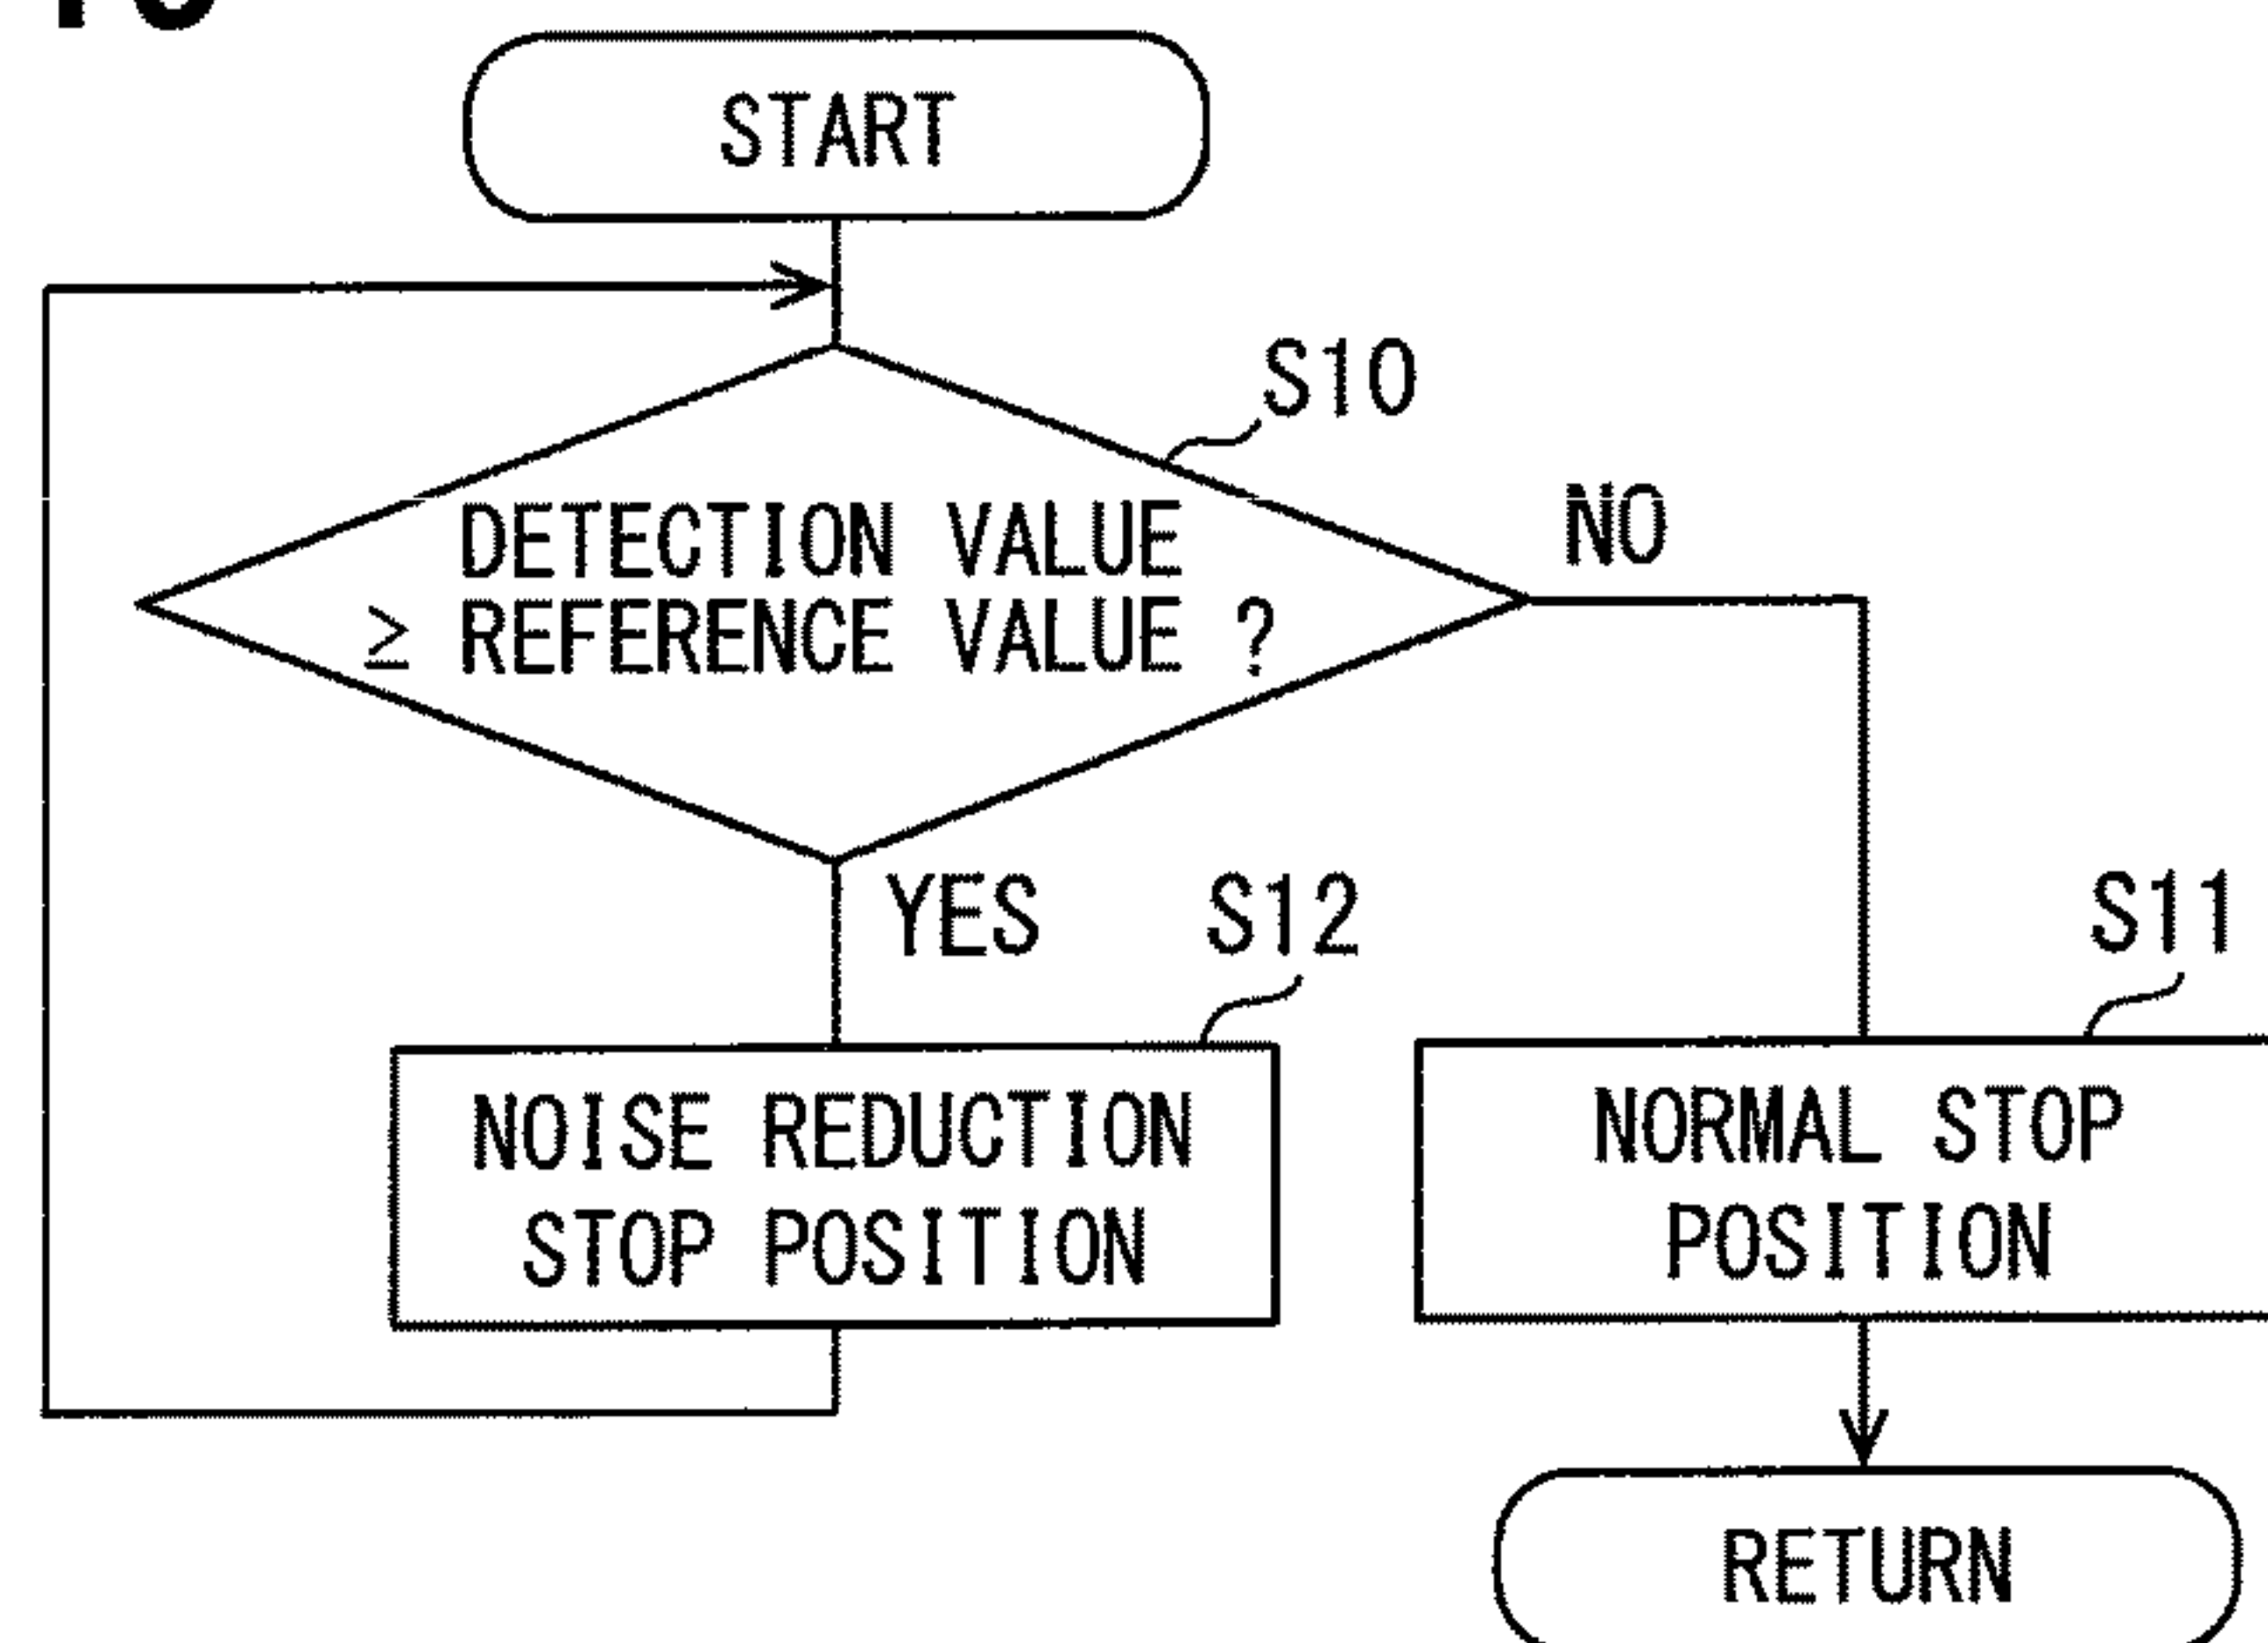 START
S10
DETECTION VALUE
≥ REFERENCE VALUE ?
NO
YES
S12
S11
NOISE REDUCTION
STOP POSITION
NORMAL STOP
POSITION
RETURN